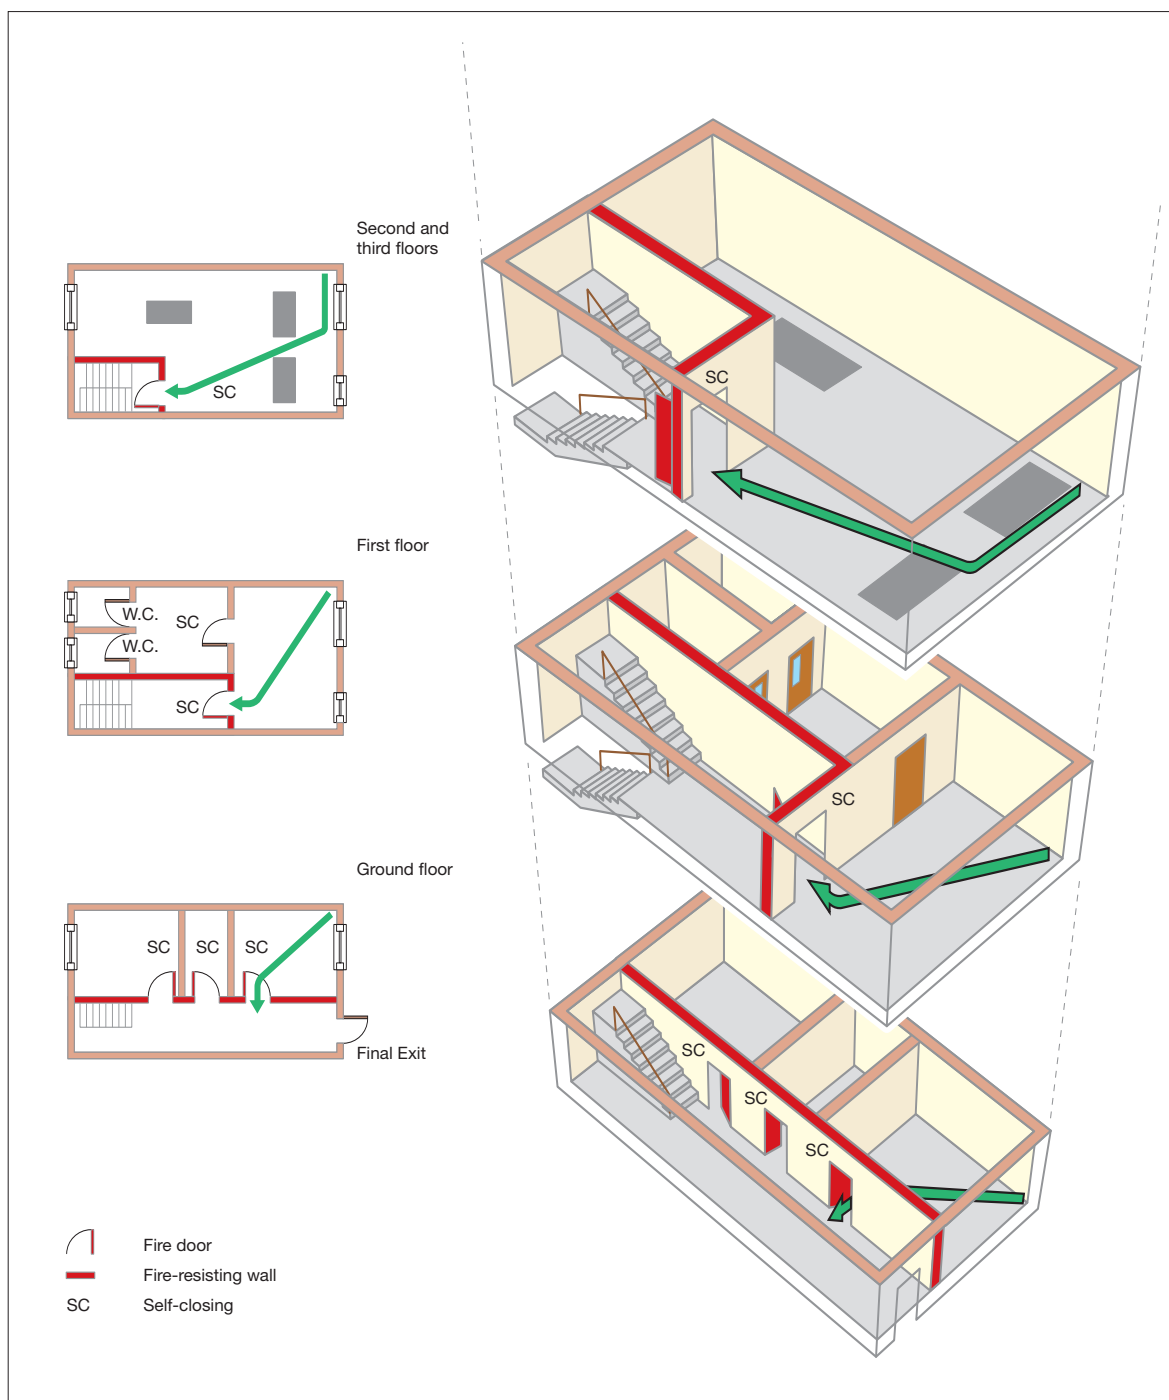 Second and
third floors
SC
SC
First floor
W.C.
SC
W.C.
SC
SC
Ground floor
SC
SC
SC
Final Exit
SC
SC
SC
Fire door
Fire-resisting wall
SC
Self-closing